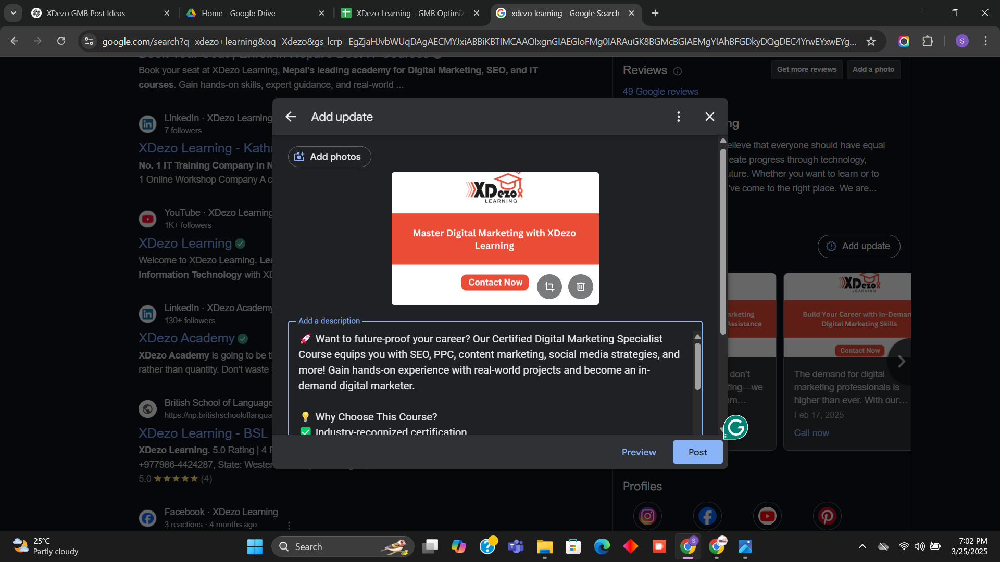 XDezo GMB Post Ideas
Home - Google Drive
XDezo Learning - GMB Optimiz
xdezo learning - Google Search
google.com/search?q=xdezo+learning&oq=Xdezo&gs_lcrp=EgZjaHJvbWUqDAgAECMYJxiABBiKBTIMCAAQIxgnGIAEGIoFMg0IARAuGK8BGMcBGIAEMgYIAhBFGDkyDQgDEC4YrwEYxwEYg...
S
Book your seat at XDezo Learning, Nepal's leading academy for Digital Marketing, SEO, and IT
courses. Gain hands-on skills, expert guidance, and real-world ...
LinkedIn · XDezo Learning
7 followers
XDezo Learning - Kath
No. 1 IT Training Company in N
1 Online Workshop Company A c
YouTube · XDezo Learning
1K+ followers
XDezo Learning
Welcome to XDezo Learning. Lea
Information Technology with XD
LinkedIn · XDezo Academy
130+ followers
XDezo Academy
XDezo Academy is going to be t
rather than quantity. Don't waste
British School of Language
https://np.britishschooloflangua
XDezo Learning - BSL
XDezo Learning. 5.0 Rating | 4 F
+977986-4424287, State: Wester
5.0 ★★★★★ (4)
Facebook · XDezo Learning
3 reactions · 4 months ago
Add update
Add photos
XDezo
LEARNING
Master Digital Marketing with XDezo
Learning
Contact Now
Add a description
🚀 Want to future-proof your career? Our Certified Digital Marketing Specialist
Course equips you with SEO, PPC, content marketing, social media strategies, and
more! Gain hands-on experience with real-world projects and become an in-
demand digital marketer.
💡 Why Choose This Course?
✅ Industry-recognized certification
Preview
Post
Reviews
Get more reviews
Add a photo
49 Google reviews
ng
elieve that everyone should have equal
reate progress through technology,
uture. Whether you want to learn or to
've come to the right place. We are...
Add update
arketing
Assistance
don't
ting—we
m...
XDezo
LEARNING
Build Your Career with In-Deman
Digital Marketing Skills
Contact Now
The demand for digital
marketing professionals is
higher than ever. With our...
Feb 17, 2025
Call now
Profiles
25°C
Partly cloudy
Search
7:02 PM
3/25/2025